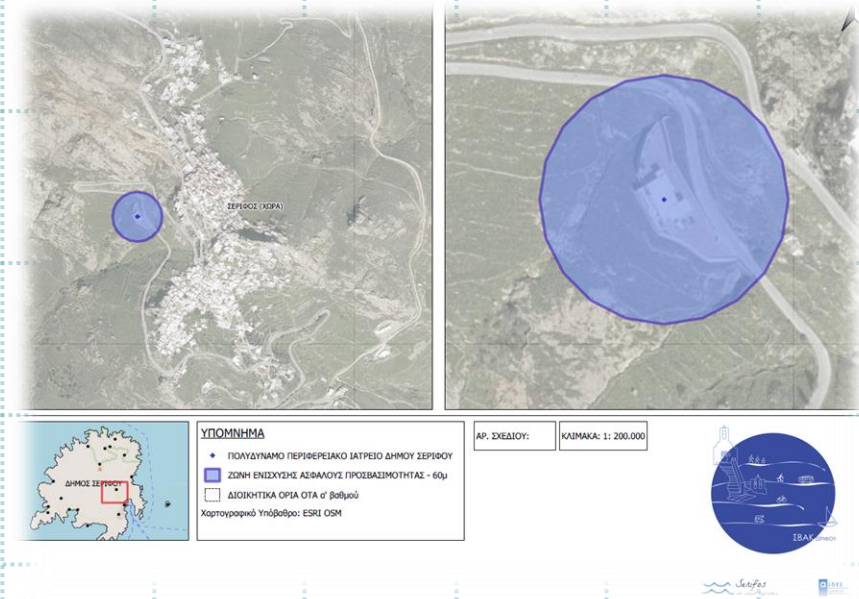 ΣΕΡΙΦΟΣ (ΧΩΡΑ)
ΔΗΜΟΣ ΣΕΡΙΦΟΥ
ΥΠΟΜΝΗΜΑ
ΠΟΛΥΔΥΝΑΜΟ ΠΕΡΙΦΕΡΕΙΑΚΟ ΙΑΤΡΕΙΟ ΔΗΜΟΥ ΣΕΡΙΦΟΥ
ΖΩΝΗ ΕΝΙΣΧΥΣΗΣ ΑΣΦΑΛΟΥΣ ΠΡΟΣΒΑΣΙΜΟΤΗΤΑΣ - 60μ
ΔΙΟΙΚΗΤΙΚΑ ΟΡΙΑ ΟΤΑ α' βαθμού
Χαρτογραφικό Υπόβαθρο: ESRI OSM
ΑΡ. ΣΧΕΔΙΟΥ:
ΚΛΙΜΑΚΑ: 1: 200.000
ΣΒΑΚ ΣΕΡΙΦΟΥ
Serifos